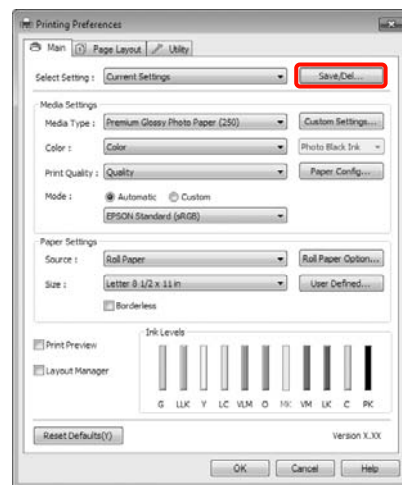 Printing Preferences
Main Page Layout Utility
Select Setting : Current Settings Save/Del...
Media Settings
Media Type : Premium Glossy Photo Paper (250) Custom Settings...
Color : Color Photo Black Ink
Print Quality : Quality Paper Config...
Mode : Automatic Custom
EPSON Standard (sRGB)
Paper Settings
Source : Roll Paper Roll Paper Option...
Size : Letter 8 1/2 x 11 in User Defined...
Borderless
Ink Levels
Print Preview
Layout Manager
G LLK Y LC VLM O MK VM LK C PK
Reset Defaults(Y) Version X.XX
OK Cancel Help